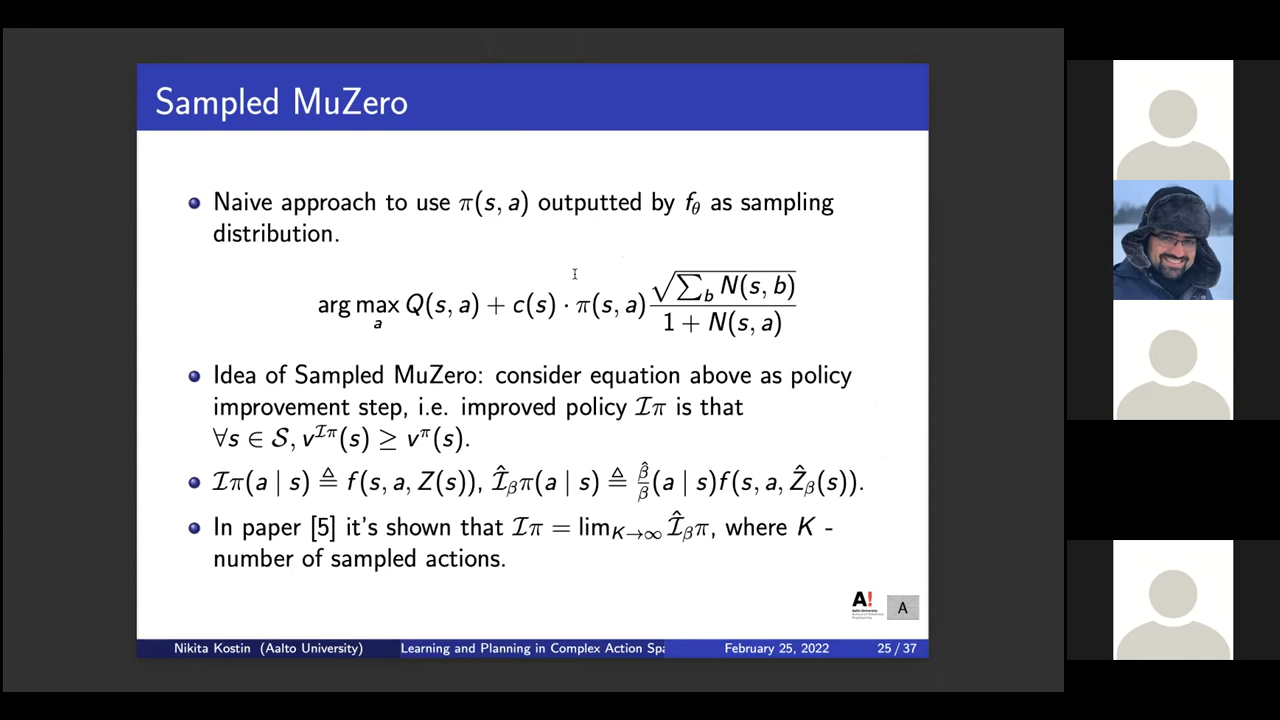 Sampled MuZero
Naive approach to use π(s, a) outputted by fθ as sampling
distribution.
arg max_a Q(s, a) + c(s) · π(s, a) √(∑_b N(s, b)) / (1 + N(s, a))
Idea of Sampled MuZero: consider equation above as policy
improvement step, i.e. improved policy ℐπ is that
∀s ∈ 𝒮, v^{ℐπ}(s) ≥ v^π(s).
ℐπ(a | s) ≜ f(s, a, Z(s)), ℐ̂_βπ(a | s) ≜ β̂/β (a | s)f(s, a, Ẑ_β(s)).
In paper [5] it's shown that ℐπ = lim_{K→∞} ℐ̂_βπ, where K -
number of sampled actions.
A!
A
Nikita Kostin (Aalto University) Learning and Planning in Complex Action Spa February 25, 2022 25 / 37